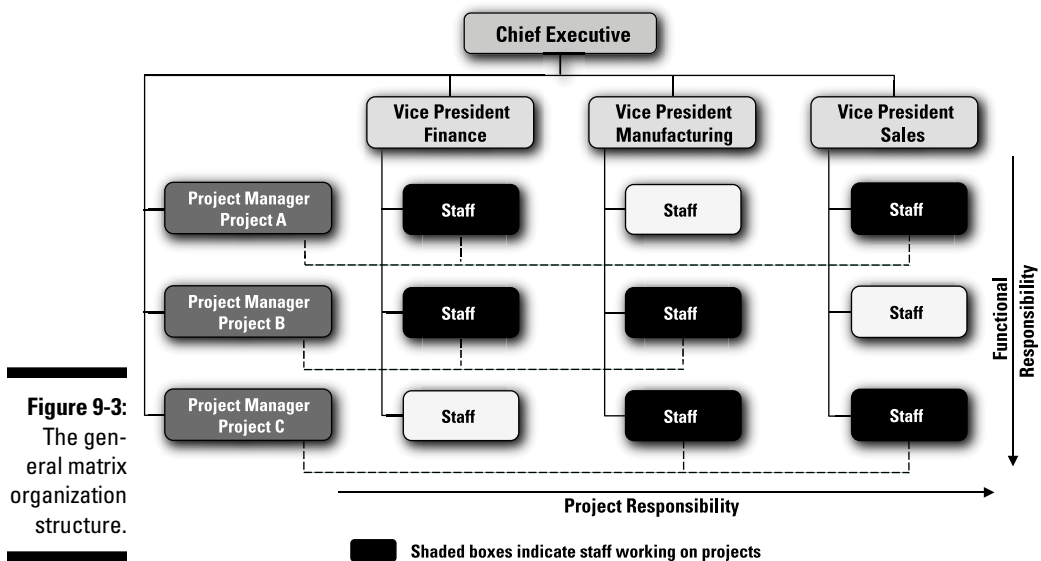 Chief Executive
Vice President
Finance
Vice President
Manufacturing
Vice President
Sales
Project Manager
Project A
Staff
Staff
Staff
Project Manager
Project B
Staff
Staff
Staff
Project Manager
Project C
Staff
Staff
Staff
Functional
Responsibility
Project Responsibility
Shaded boxes indicate staff working on projects
Figure 9-3:
The gen-
eral matrix
organization
structure.